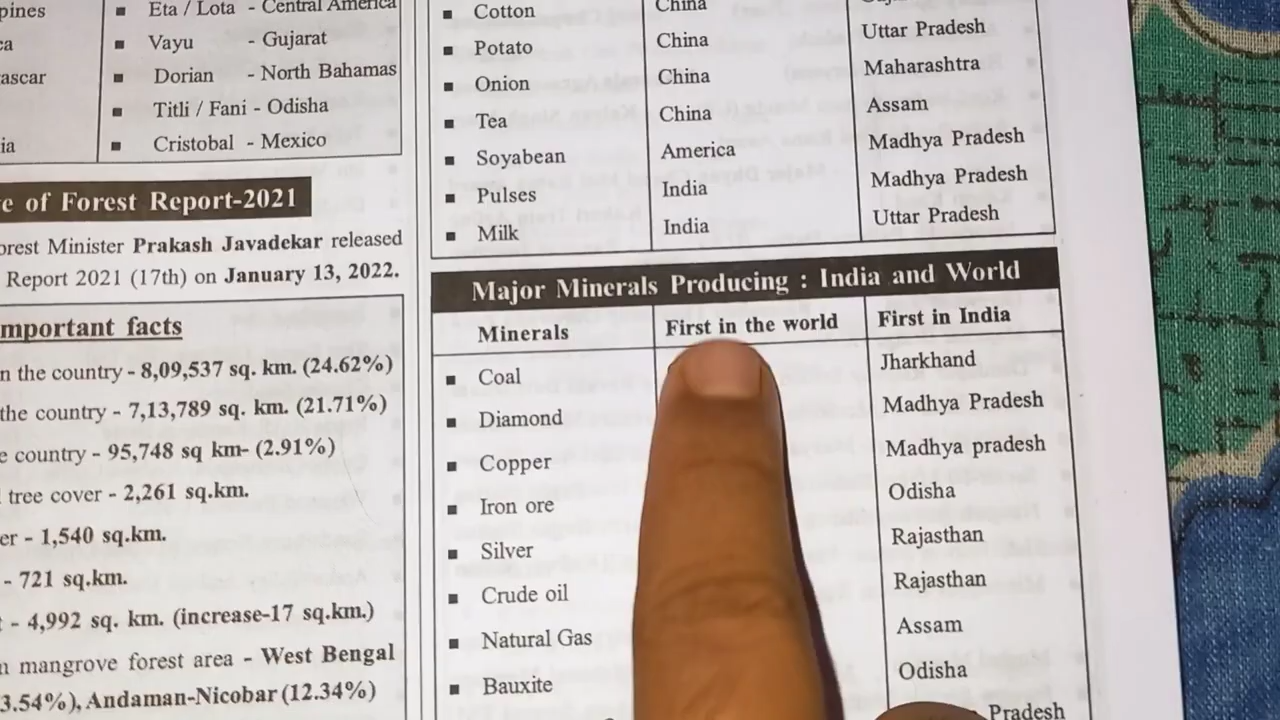 pines
Eta / Lota - Central America
ca
Vayu - Gujarat
ascar
Dorian - North Bahamas
Titli / Fani - Odisha
ia
Cristobal - Mexico
e of Forest Report-2021
orest Minister Prakash Javadekar released
Report 2021 (17th) on January 13, 2022.
mportant facts
n the country - 8,09,537 sq. km. (24.62%)
the country - 7,13,789 sq. km. (21.71%)
e country - 95,748 sq km- (2.91%)
tree cover - 2,261 sq.km.
er - 1,540 sq.km.
- 721 sq.km.
- 4,992 sq. km. (increase-17 sq.km.)
n mangrove forest area - West Bengal
3.54%), Andaman-Nicobar (12.34%)
Cotton China
Potato China Uttar Pradesh
Onion China Maharashtra
Tea China Assam
Soyabean America Madhya Pradesh
Pulses India Madhya Pradesh
Milk India Uttar Pradesh
Major Minerals Producing : India and World
Minerals First in the world First in India
Coal Jharkhand
Diamond Madhya Pradesh
Copper Madhya pradesh
Iron ore Odisha
Silver Rajasthan
Crude oil Rajasthan
Natural Gas Assam
Bauxite Odisha
Pradesh